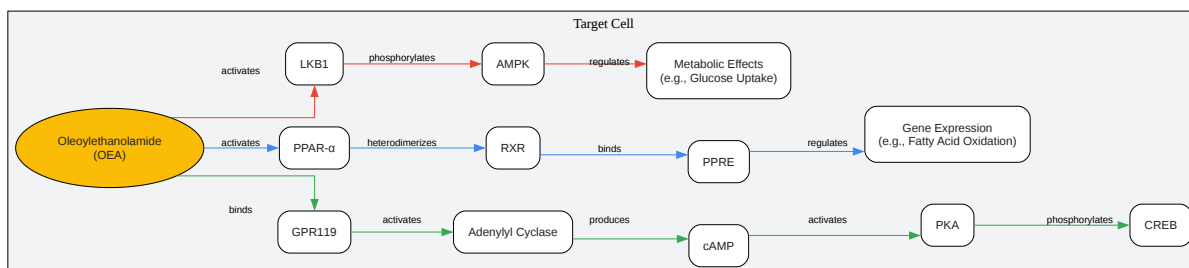 Target Cell
activates
LKB1
phosphorylates
AMPK
regulates
Metabolic Effects
(e.g., Glucose Uptake)
Oleoylethanolamide
(OEA)
activates
PPAR-α
heterodimerizes
RXR
binds
PPRE
regulates
Gene Expression
(e.g., Fatty Acid Oxidation)
binds
GPR119
activates
Adenylyl Cyclase
produces
cAMP
activates
PKA
phosphorylates
CREB